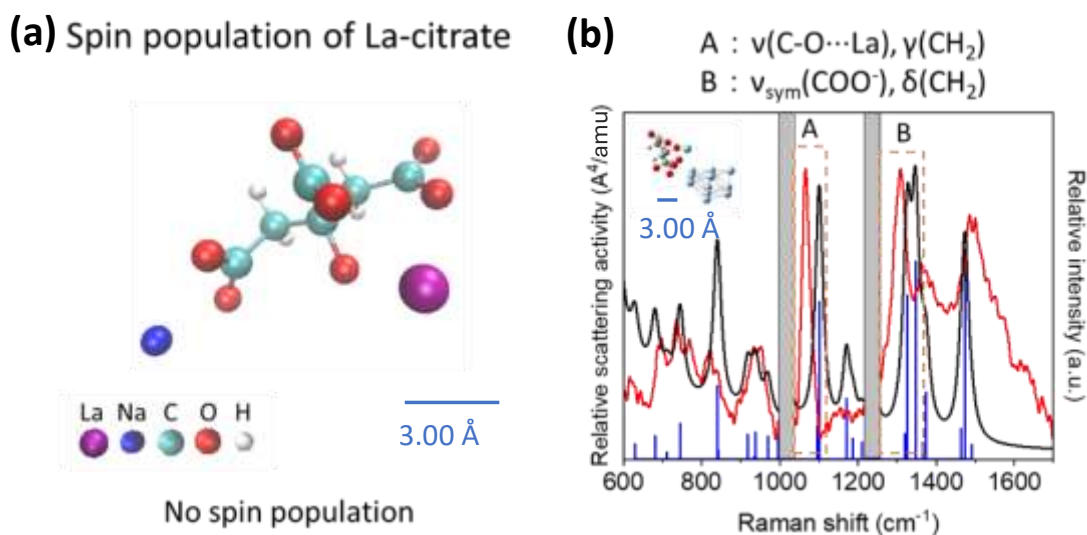 (a) Spin population of La-citrate
La Na C O H
3.00 Å
No spin population
(b)
A : ν(C-O···La), γ(CH₂)
B : νsym(COO⁻), δ(CH₂)
A
B
3.00 Å
Relative scattering activity (A⁴/amu)
Relative intensity (a.u.)
600 800 1000 1200 1400 1600
Raman shift (cm⁻¹)